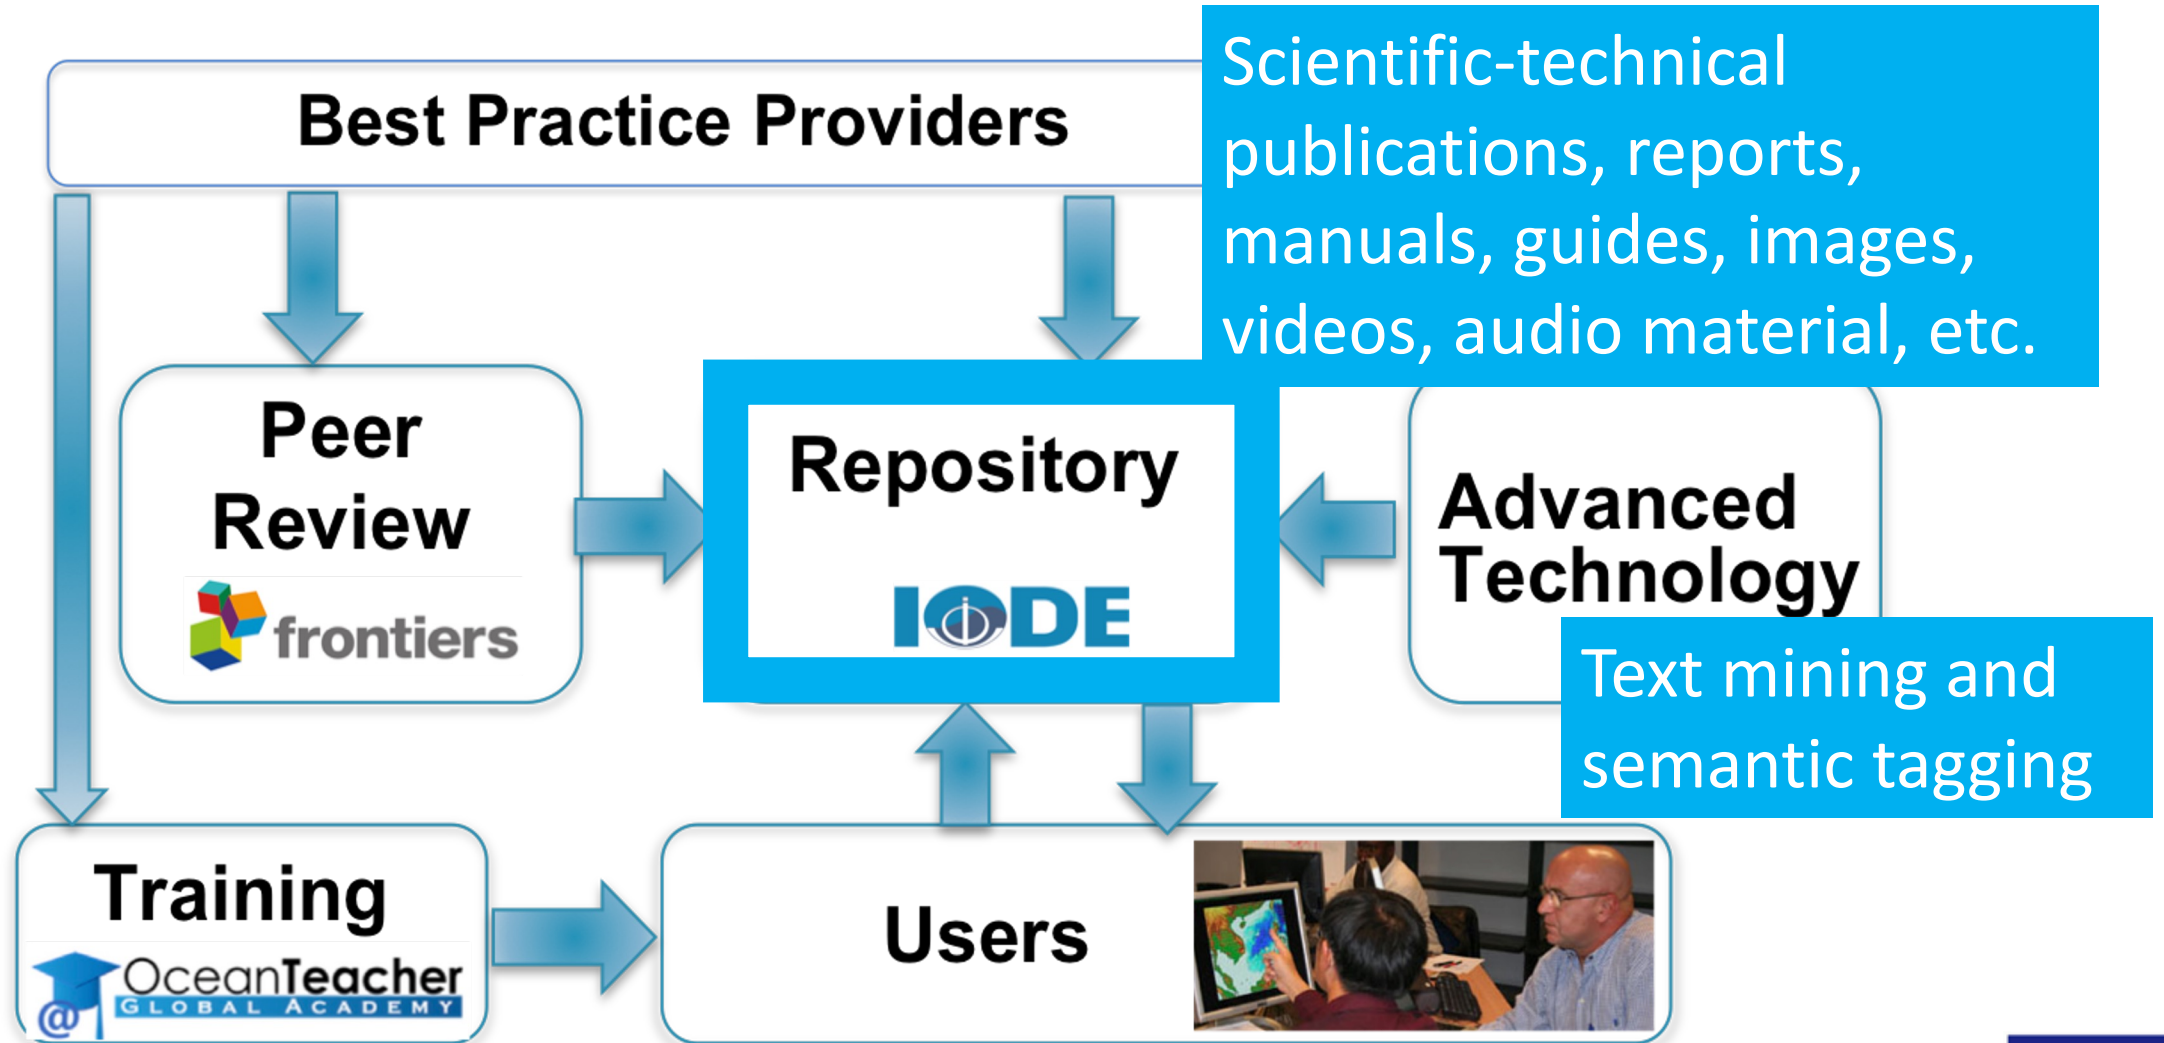 Best Practice Providers
Scientific-technical
publications, reports,
manuals, guides, images,
videos, audio material, etc.
Peer
Review
frontiers
Repository
IODE
Advanced
Technology
Text mining and
semantic tagging
Training
OceanTeacher
GLOBAL ACADEMY
@
Users